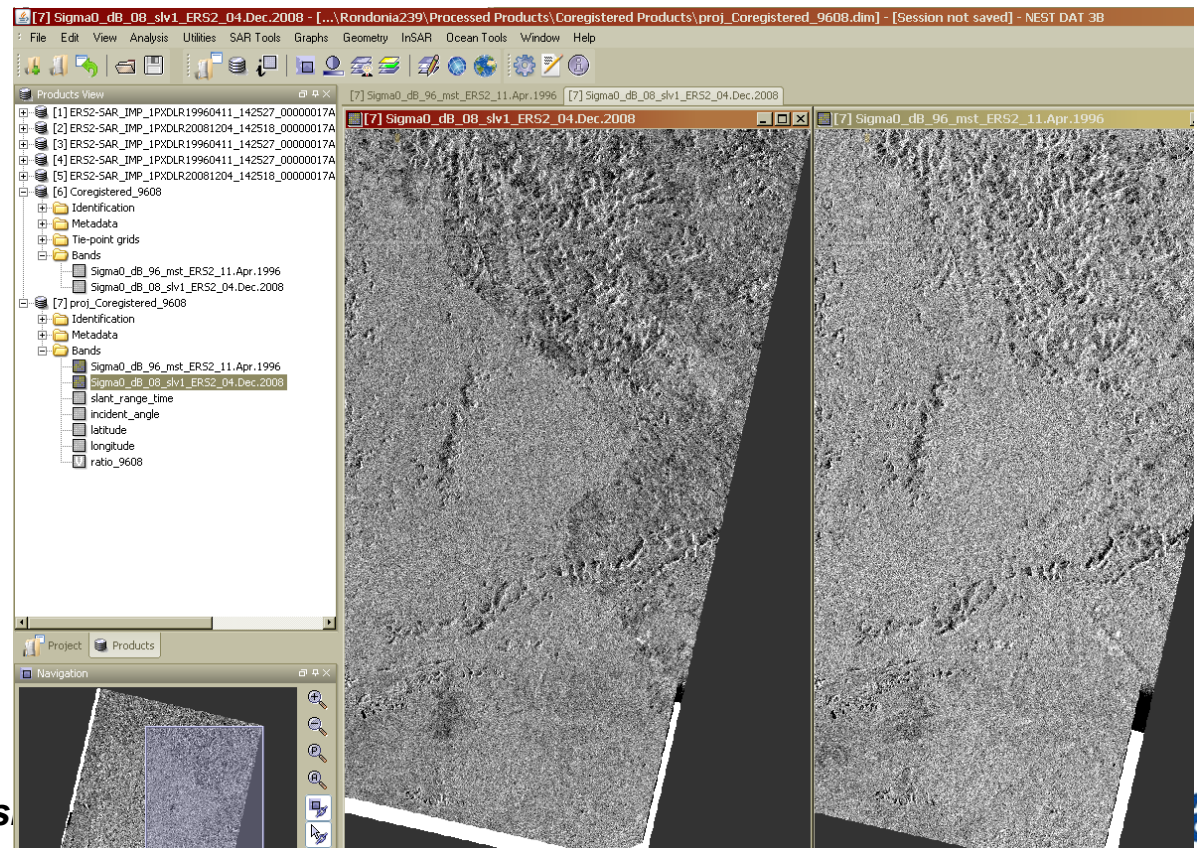 [7] Sigma0_dB_08_slv1_ERS2_04.Dec.2008 - [...\Rondonia239\Processed Products\Coregistered Products\proj_Coregistered_9608.dim] - [Session not saved] - NEST DAT 3B
File Edit View Analysis Utilities SAR Tools Graphs Geometry InSAR Ocean Tools Window Help
Products View
[1] ERS2-SAR_IMP_1PXDLR19960411_142527_00000017A
[2] ERS2-SAR_IMP_1PXDLR20081204_142518_00000017A
[3] ERS2-SAR_IMP_1PXDLR19960411_142527_00000017A
[4] ERS2-SAR_IMP_1PXDLR19960411_142527_00000017A
[5] ERS2-SAR_IMP_1PXDLR20081204_142518_00000017A
[6] Coregistered_9608
Identification
Metadata
Tie-point grids
Bands
Sigma0_dB_96_mst_ERS2_11.Apr.1996
Sigma0_dB_08_slv1_ERS2_04.Dec.2008
[7] proj_Coregistered_9608
Identification
Metadata
Bands
Sigma0_dB_96_mst_ERS2_11.Apr.1996
Sigma0_dB_08_slv1_ERS2_04.Dec.2008
slant_range_time
incident_angle
latitude
longitude
ratio_9608
Project Products
Navigation
[7] Sigma0_dB_96_mst_ERS2_11.Apr.1996 [7] Sigma0_dB_08_slv1_ERS2_04.Dec.2008
[7] Sigma0_dB_08_slv1_ERS2_04.Dec.2008
[7] Sigma0_dB_96_mst_ERS2_11.Apr.1996